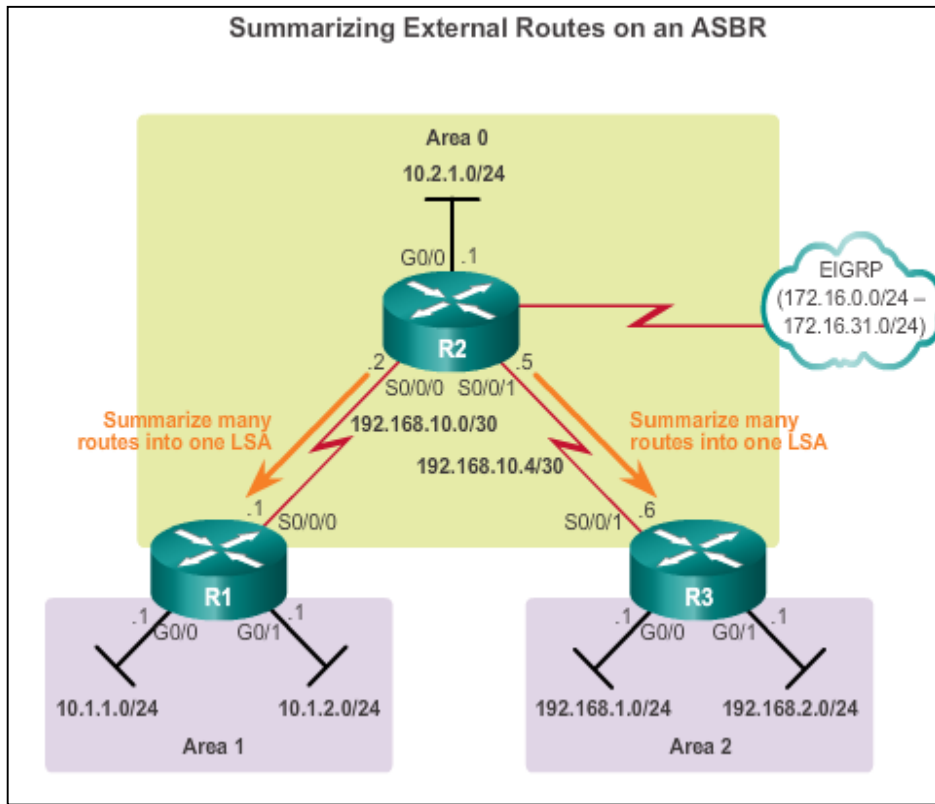 Summarizing External Routes on an ASBR
Area 0
10.2.1.0/24
G0/0 .1
EIGRP
(172.16.0.0/24 –
172.16.31.0/24)
R2
.2 .5
S0/0/0 S0/0/1
Summarize many
routes into one LSA
192.168.10.0/30
Summarize many
routes into one LSA
192.168.10.4/30
.1 S0/0/0
S0/0/1 .6
R1
R3
.1 G0/0 G0/1 .1
.1 G0/0 G0/1 .1
10.1.1.0/24 10.1.2.0/24
192.168.1.0/24 192.168.2.0/24
Area 1
Area 2